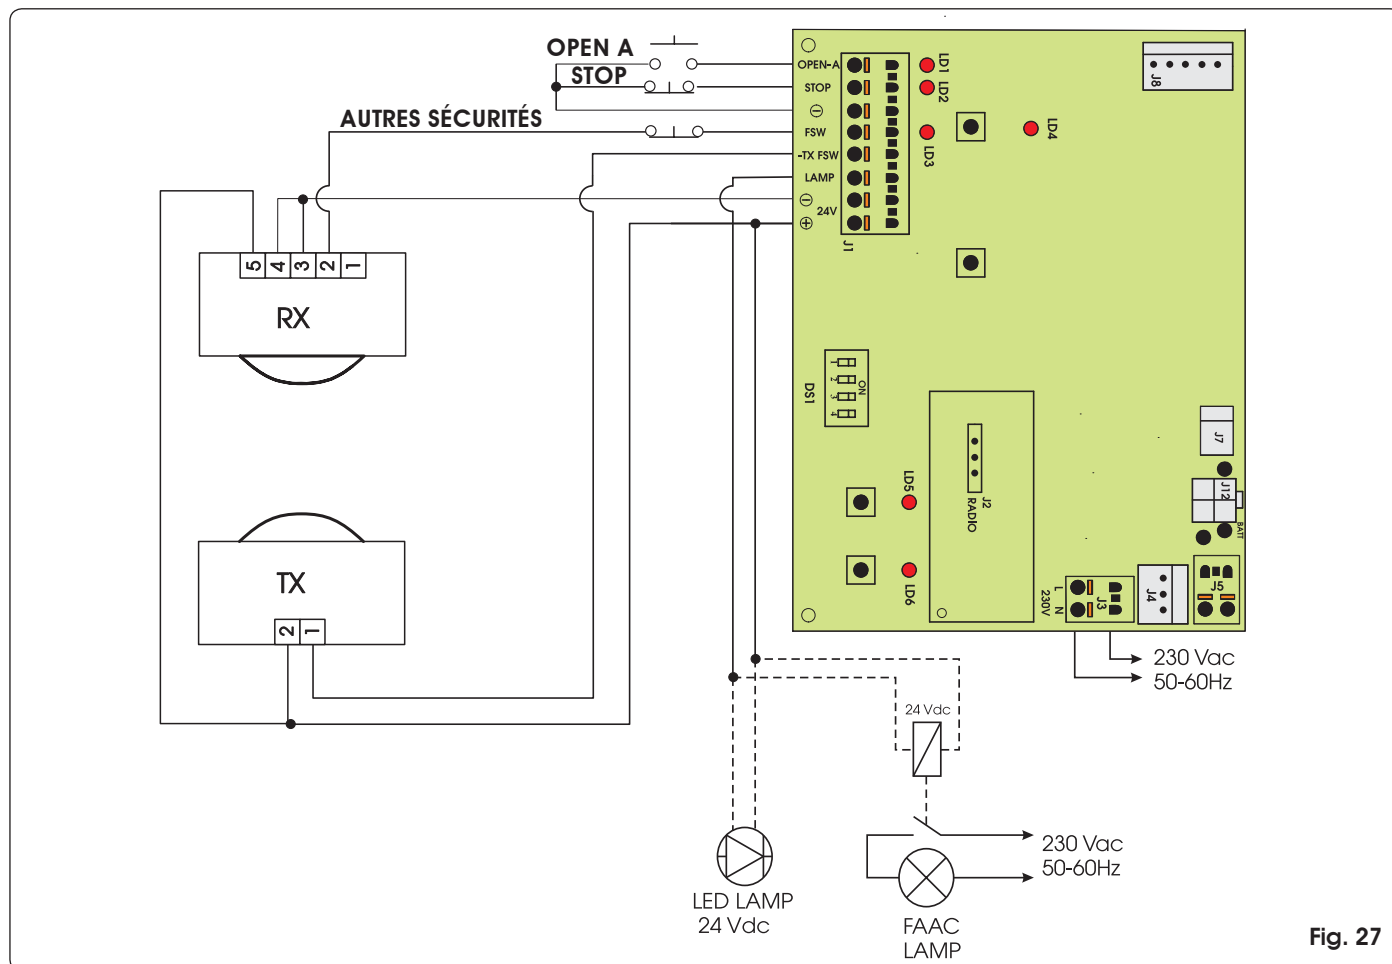 OPEN A
STOP
AUTRES SÉCURITÉS
OPEN-A
STOP
⊖
FSW
-TX FSW
LAMP
⊖
24V
⊕
J1
LD1
LD2
LD3
LD4
J8
5 4 3 2 1
RX
TX
2 1
DS1
1 2 3 4
ON
LD5
LD6
J2
RADIO
J7
J12
BATT
L
N
230V
J3
J4
J5
230 Vac
50-60Hz
24 Vdc
230 Vac
50-60Hz
LED LAMP
24 Vdc
FAAC
LAMP
Fig. 27